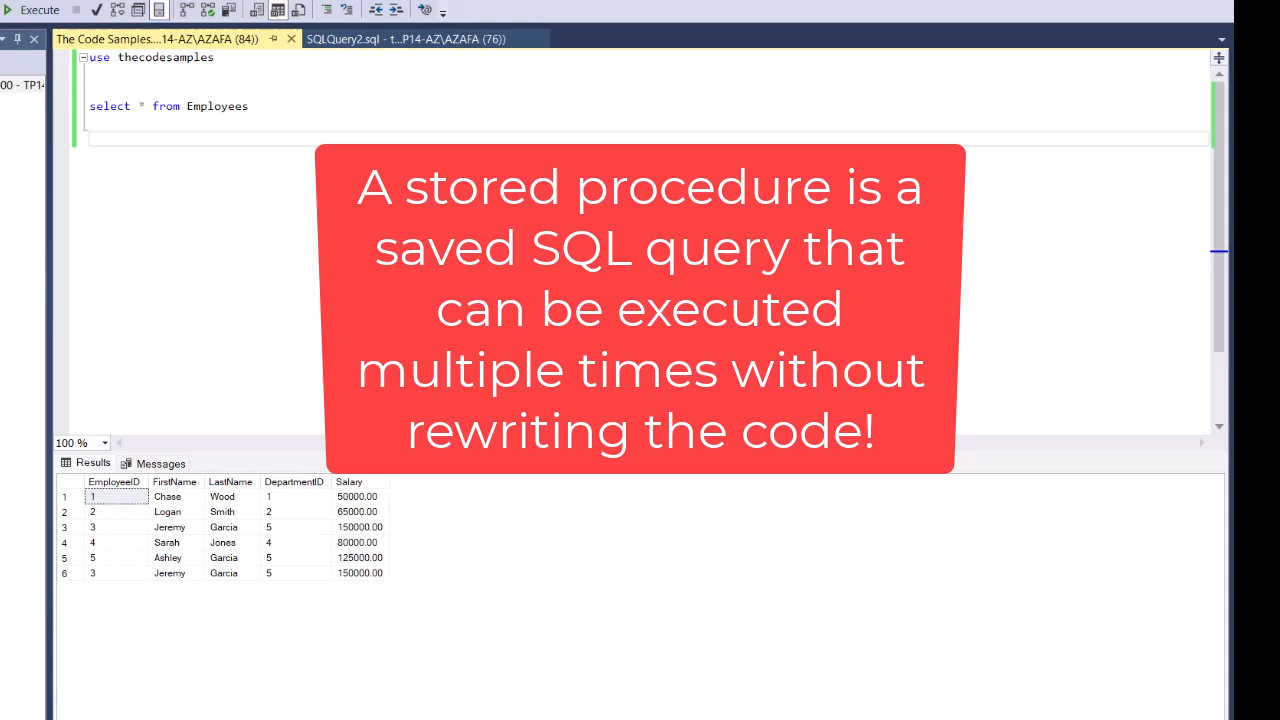 Execute
The Code Samples....14-AZ\AZAFA (84))
SQLQuery2.sql - t...P14-AZ\AZAFA (76))
00 - TP14
use thecodesamples
select * from Employees
A stored procedure is a
saved SQL query that
can be executed
multiple times without
rewriting the code!
100 %
Results Messages
EmployeeID FirstName LastName DepartmentID Salary
1 1 Chase Wood 1 50000.00
2 2 Logan Smith 2 65000.00
3 3 Jeremy Garcia 5 150000.00
4 4 Sarah Jones 4 80000.00
5 5 Ashley Garcia 5 125000.00
6 3 Jeremy Garcia 5 150000.00